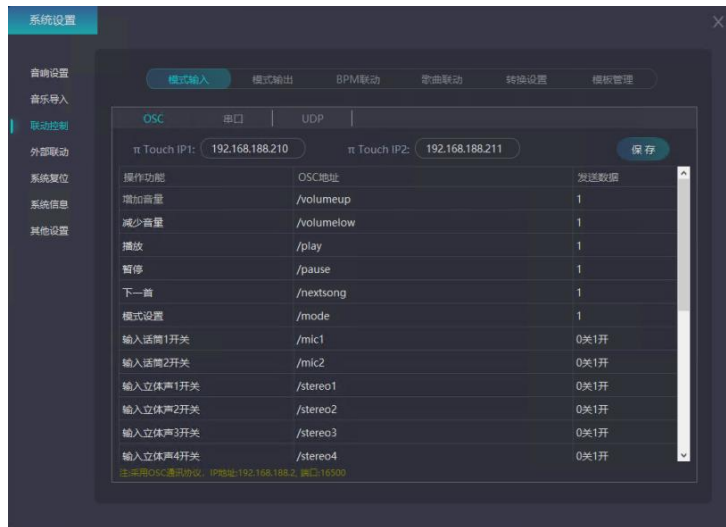 系统设置
音响设置
音乐导入
联动控制
外部联动
系统复位
系统信息
其他设置
模式输入 模式输出 BPM联动 歌曲联动 转换设置 模板管理
OSC 串口 UDP
π Touch IP1: 192.168.188.210 π Touch IP2: 192.168.188.211 保存
操作功能 OSC地址 发送数据
增加音量 /volumeup 1
减少音量 /volumelow 1
播放 /play 1
暂停 /pause 1
下一首 /nextsong 1
模式设置 /mode 1
输入话筒1开关 /mic1 0关1开
输入话筒2开关 /mic2 0关1开
输入立体声1开关 /stereo1 0关1开
输入立体声2开关 /stereo2 0关1开
输入立体声3开关 /stereo3 0关1开
输入立体声4开关 /stereo4 0关1开
注:采用OSC通讯协议, IP地址:192.168.188.2, 端口:16500